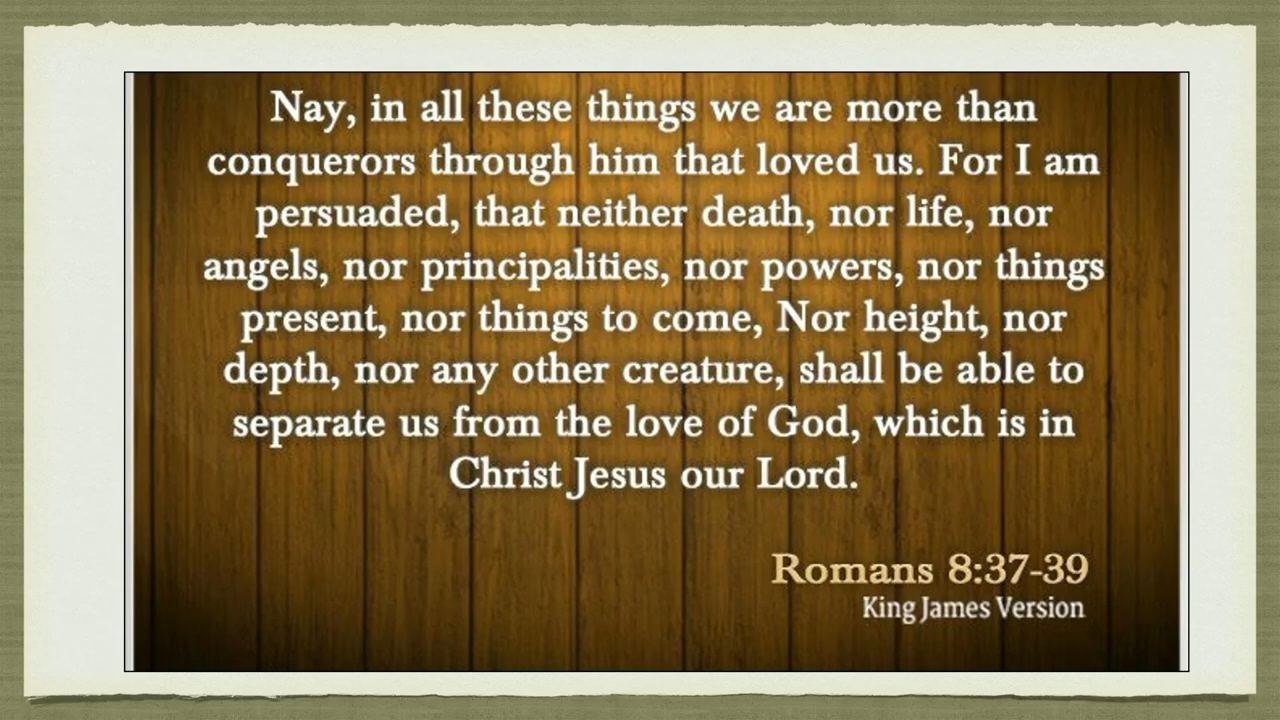 Nay, in all these things we are more than
conquerors through him that loved us. For I am
persuaded, that neither death, nor life, nor
angels, nor principalities, nor powers, nor things
present, nor things to come, Nor height, nor
depth, nor any other creature, shall be able to
separate us from the love of God, which is in
Christ Jesus our Lord.
Romans 8:37-39
King James Version